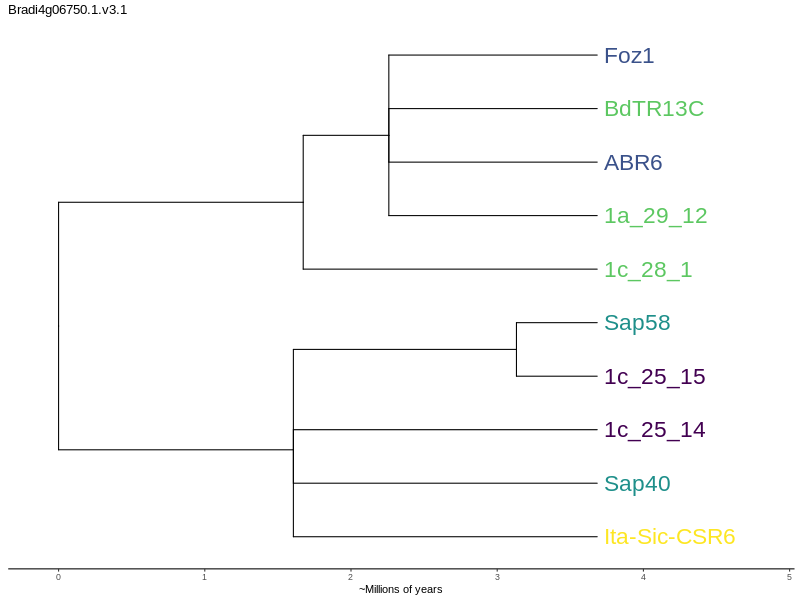 Bradi4g06750.1.v3.1
Foz1
BdTR13C
ABR6
1a_29_12
1c_28_1
Sap58
1c_25_15
1c_25_14
Sap40
Ita-Sic-CSR6
0 1 2 3 4 5
~Millions of years